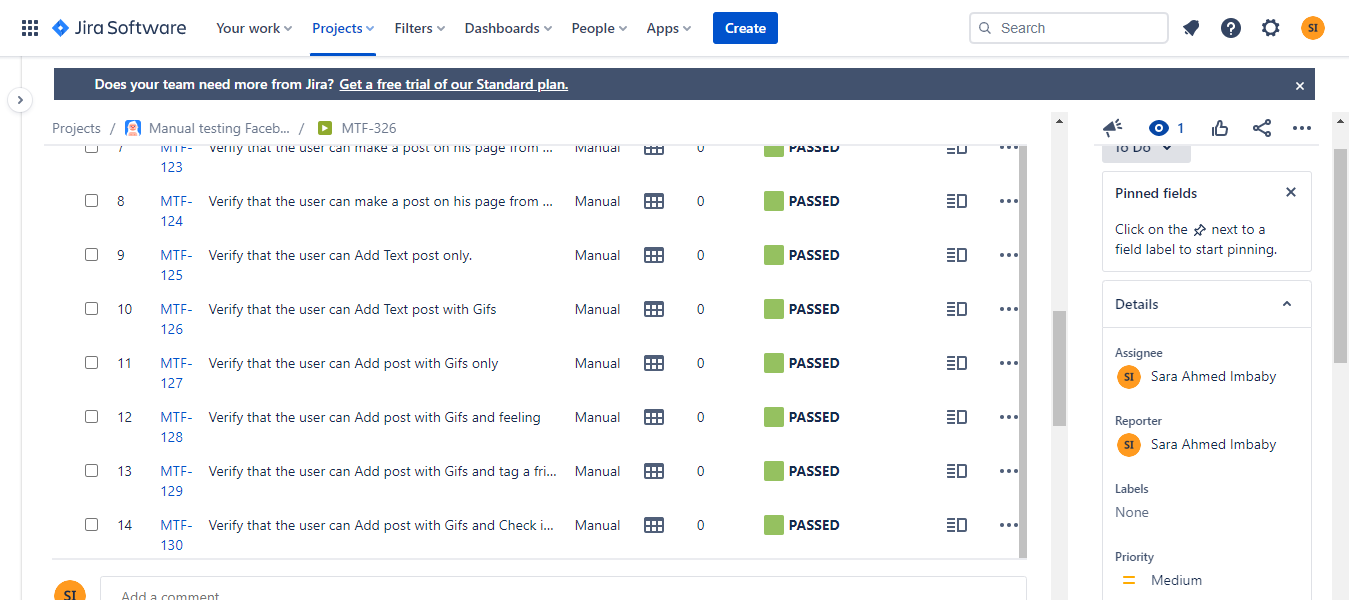 Jira Software Your work Projects Filters Dashboards People Apps Create Search SI
Does your team need more from Jira? Get a free trial of our Standard plan.
Projects / Manual testing Faceb... / MTF-326 1
7 MTF- Verify that the user can make a post on his page from ... Manual 0 PASSED
123
8 MTF- Verify that the user can make a post on his page from ... Manual 0 PASSED
124
9 MTF- Verify that the user can Add Text post only. Manual 0 PASSED
125
10 MTF- Verify that the user can Add Text post with Gifs Manual 0 PASSED
126
11 MTF- Verify that the user can Add post with Gifs only Manual 0 PASSED
127
12 MTF- Verify that the user can Add post with Gifs and feeling Manual 0 PASSED
128
13 MTF- Verify that the user can Add post with Gifs and tag a fri... Manual 0 PASSED
129
14 MTF- Verify that the user can Add post with Gifs and Check i... Manual 0 PASSED
130
SI Add a comment
To Do
Pinned fields
Click on the next to a
field label to start pinning.
Details
Assignee
SI Sara Ahmed Imbaby
Reporter
SI Sara Ahmed Imbaby
Labels
None
Priority
Medium